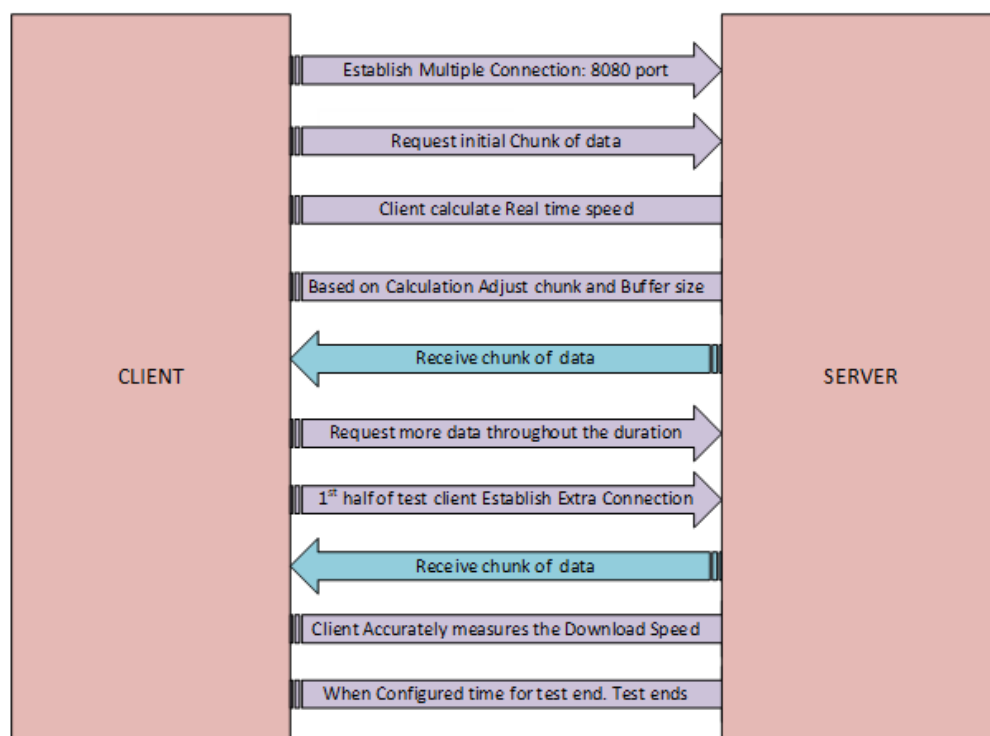 Establish Multiple Connection: 8080 port
Request initial Chunk of data
Client calculate Real time speed
Based on Calculation Adjust chunk and Buffer size
Receive chunk of data
CLIENT
SERVER
Request more data throughout the duration
1st half of test client Establish Extra Connection
Receive chunk of data
Client Accurately measures the Download Speed
When Configured time for test end. Test ends